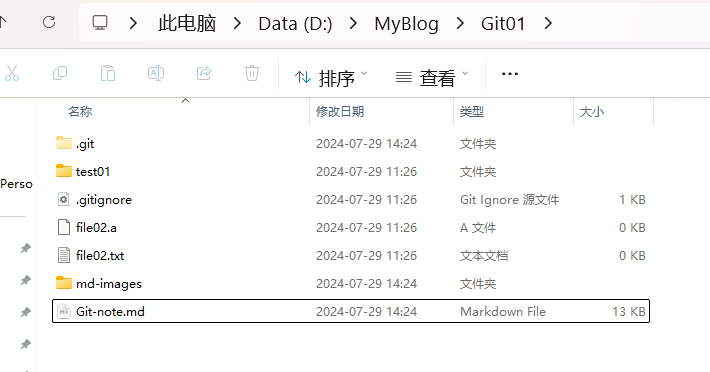 此电脑 > Data (D:) > MyBlog > Git01 >
排序 查看 ...
名称 修改日期 类型 大小
.git 2024-07-29 14:24 文件夹
test01 2024-07-29 11:26 文件夹
.gitignore 2024-07-29 11:26 Git Ignore 源文件 1 KB
file02.a 2024-07-29 11:26 A 文件 0 KB
file02.txt 2024-07-29 11:26 文本文档 0 KB
md-images 2024-07-29 14:24 文件夹
Git-note.md 2024-07-29 14:24 Markdown File 13 KB
Perso